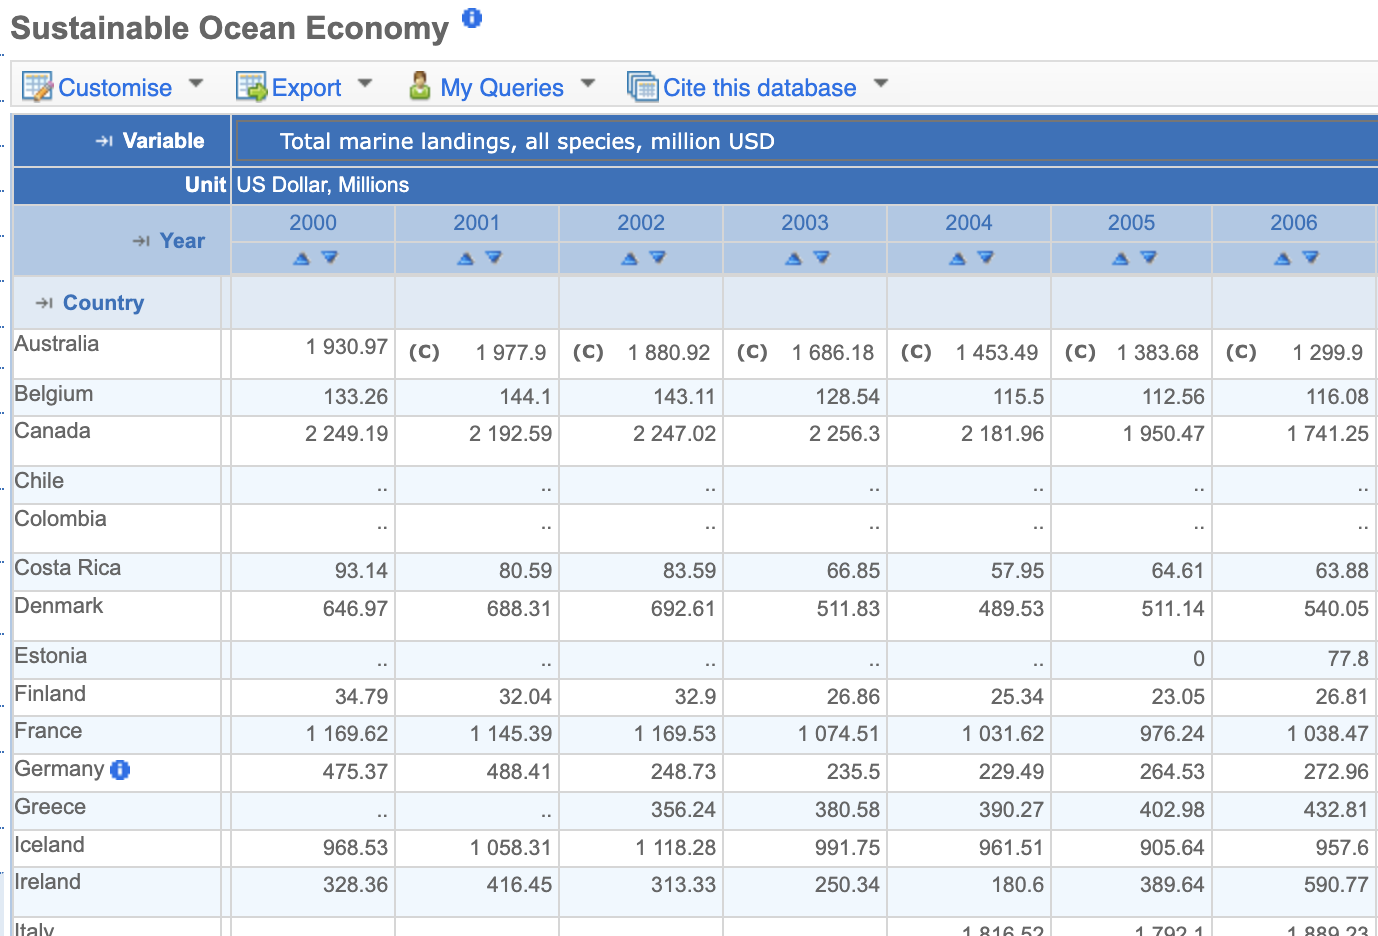 Sustainable Ocean Economy
Customise Export My Queries Cite this database
Variable Total marine landings, all species, million USD
Unit US Dollar, Millions
Year 2000 2001 2002 2003 2004 2005 2006
Country
Australia 1 930.97 (C) 1 977.9 (C) 1 880.92 (C) 1 686.18 (C) 1 453.49 (C) 1 383.68 (C) 1 299.9
Belgium 133.26 144.1 143.11 128.54 115.5 112.56 116.08
Canada 2 249.19 2 192.59 2 247.02 2 256.3 2 181.96 1 950.47 1 741.25
Chile .. .. .. .. .. .. ..
Colombia .. .. .. .. .. .. ..
Costa Rica 93.14 80.59 83.59 66.85 57.95 64.61 63.88
Denmark 646.97 688.31 692.61 511.83 489.53 511.14 540.05
Estonia .. .. .. .. .. 0 77.8
Finland 34.79 32.04 32.9 26.86 25.34 23.05 26.81
France 1 169.62 1 145.39 1 169.53 1 074.51 1 031.62 976.24 1 038.47
Germany 475.37 488.41 248.73 235.5 229.49 264.53 272.96
Greece .. .. 356.24 380.58 390.27 402.98 432.81
Iceland 968.53 1 058.31 1 118.28 991.75 961.51 905.64 957.6
Ireland 328.36 416.45 313.33 250.34 180.6 389.64 590.77
Italy 1 816.52 1 792.1 1 889.23